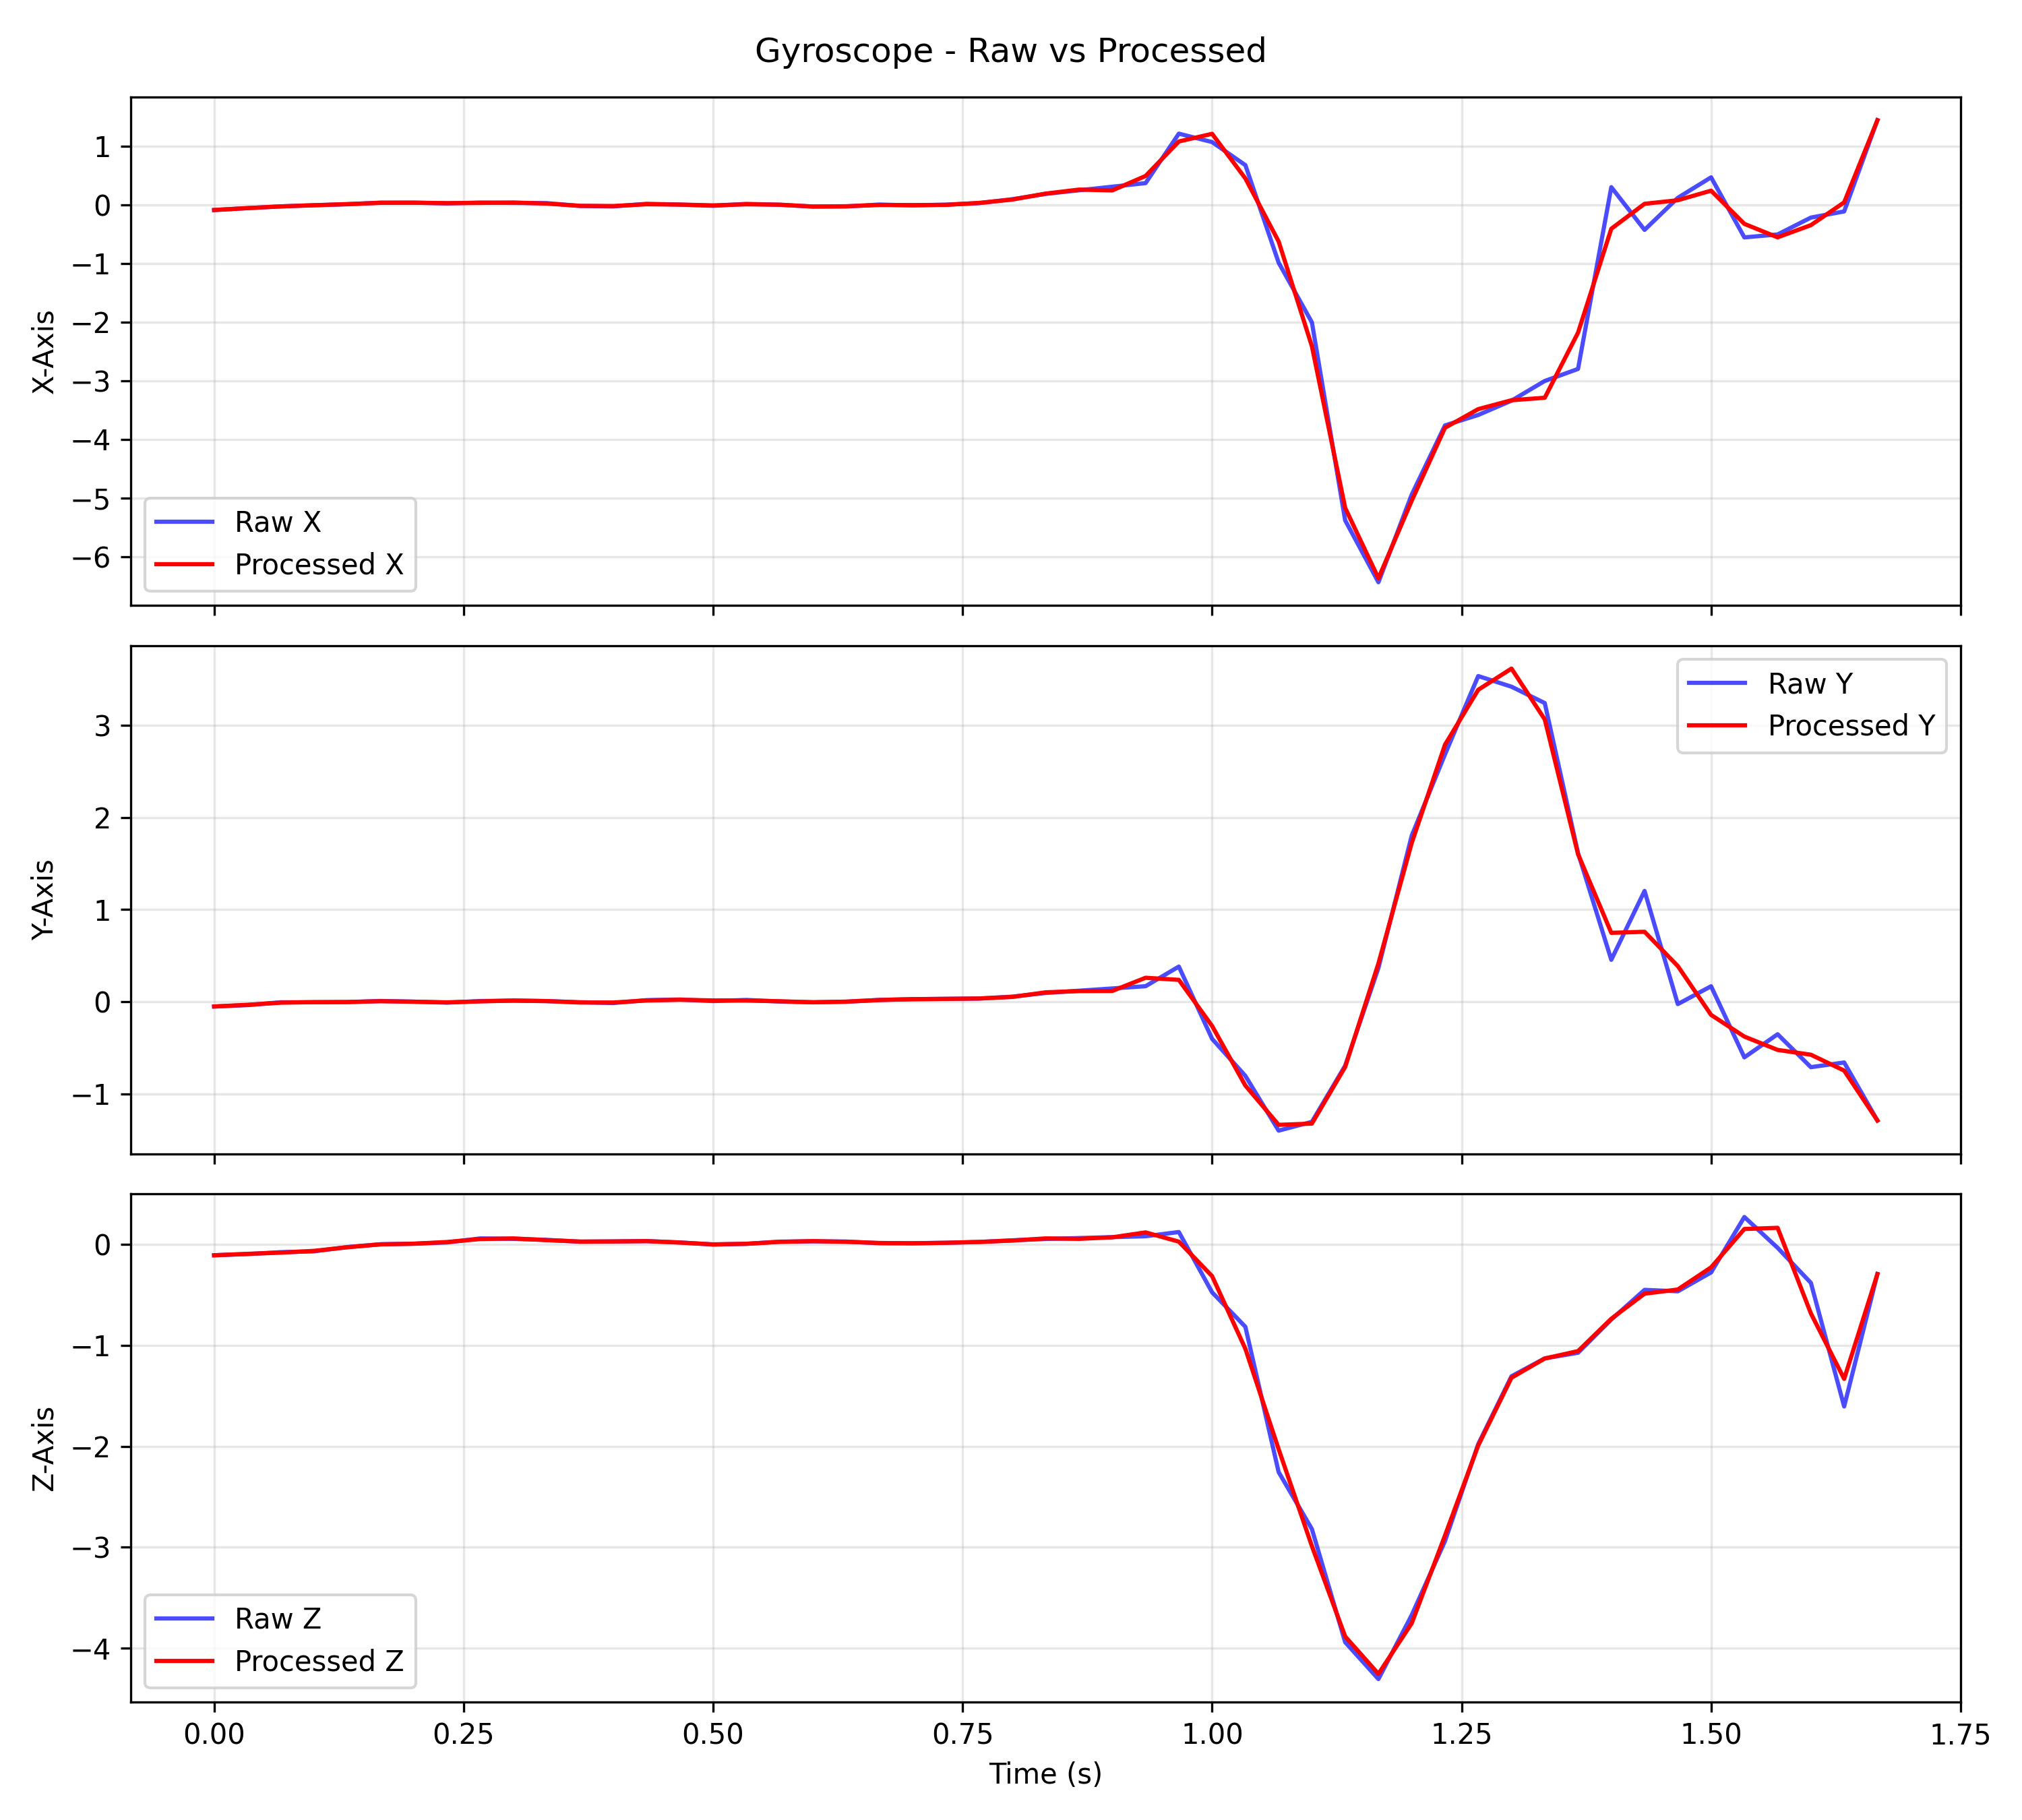 Gyroscope - Raw vs Processed
1
0
−1
−2
−3
−4
−5
−6
X-Axis
Raw X
Processed X
3
2
1
0
−1
Y-Axis
Raw Y
Processed Y
0
−1
−2
−3
−4
Z-Axis
Raw Z
Processed Z
0.00 0.25 0.50 0.75 1.00 1.25 1.50 1.75
Time (s)